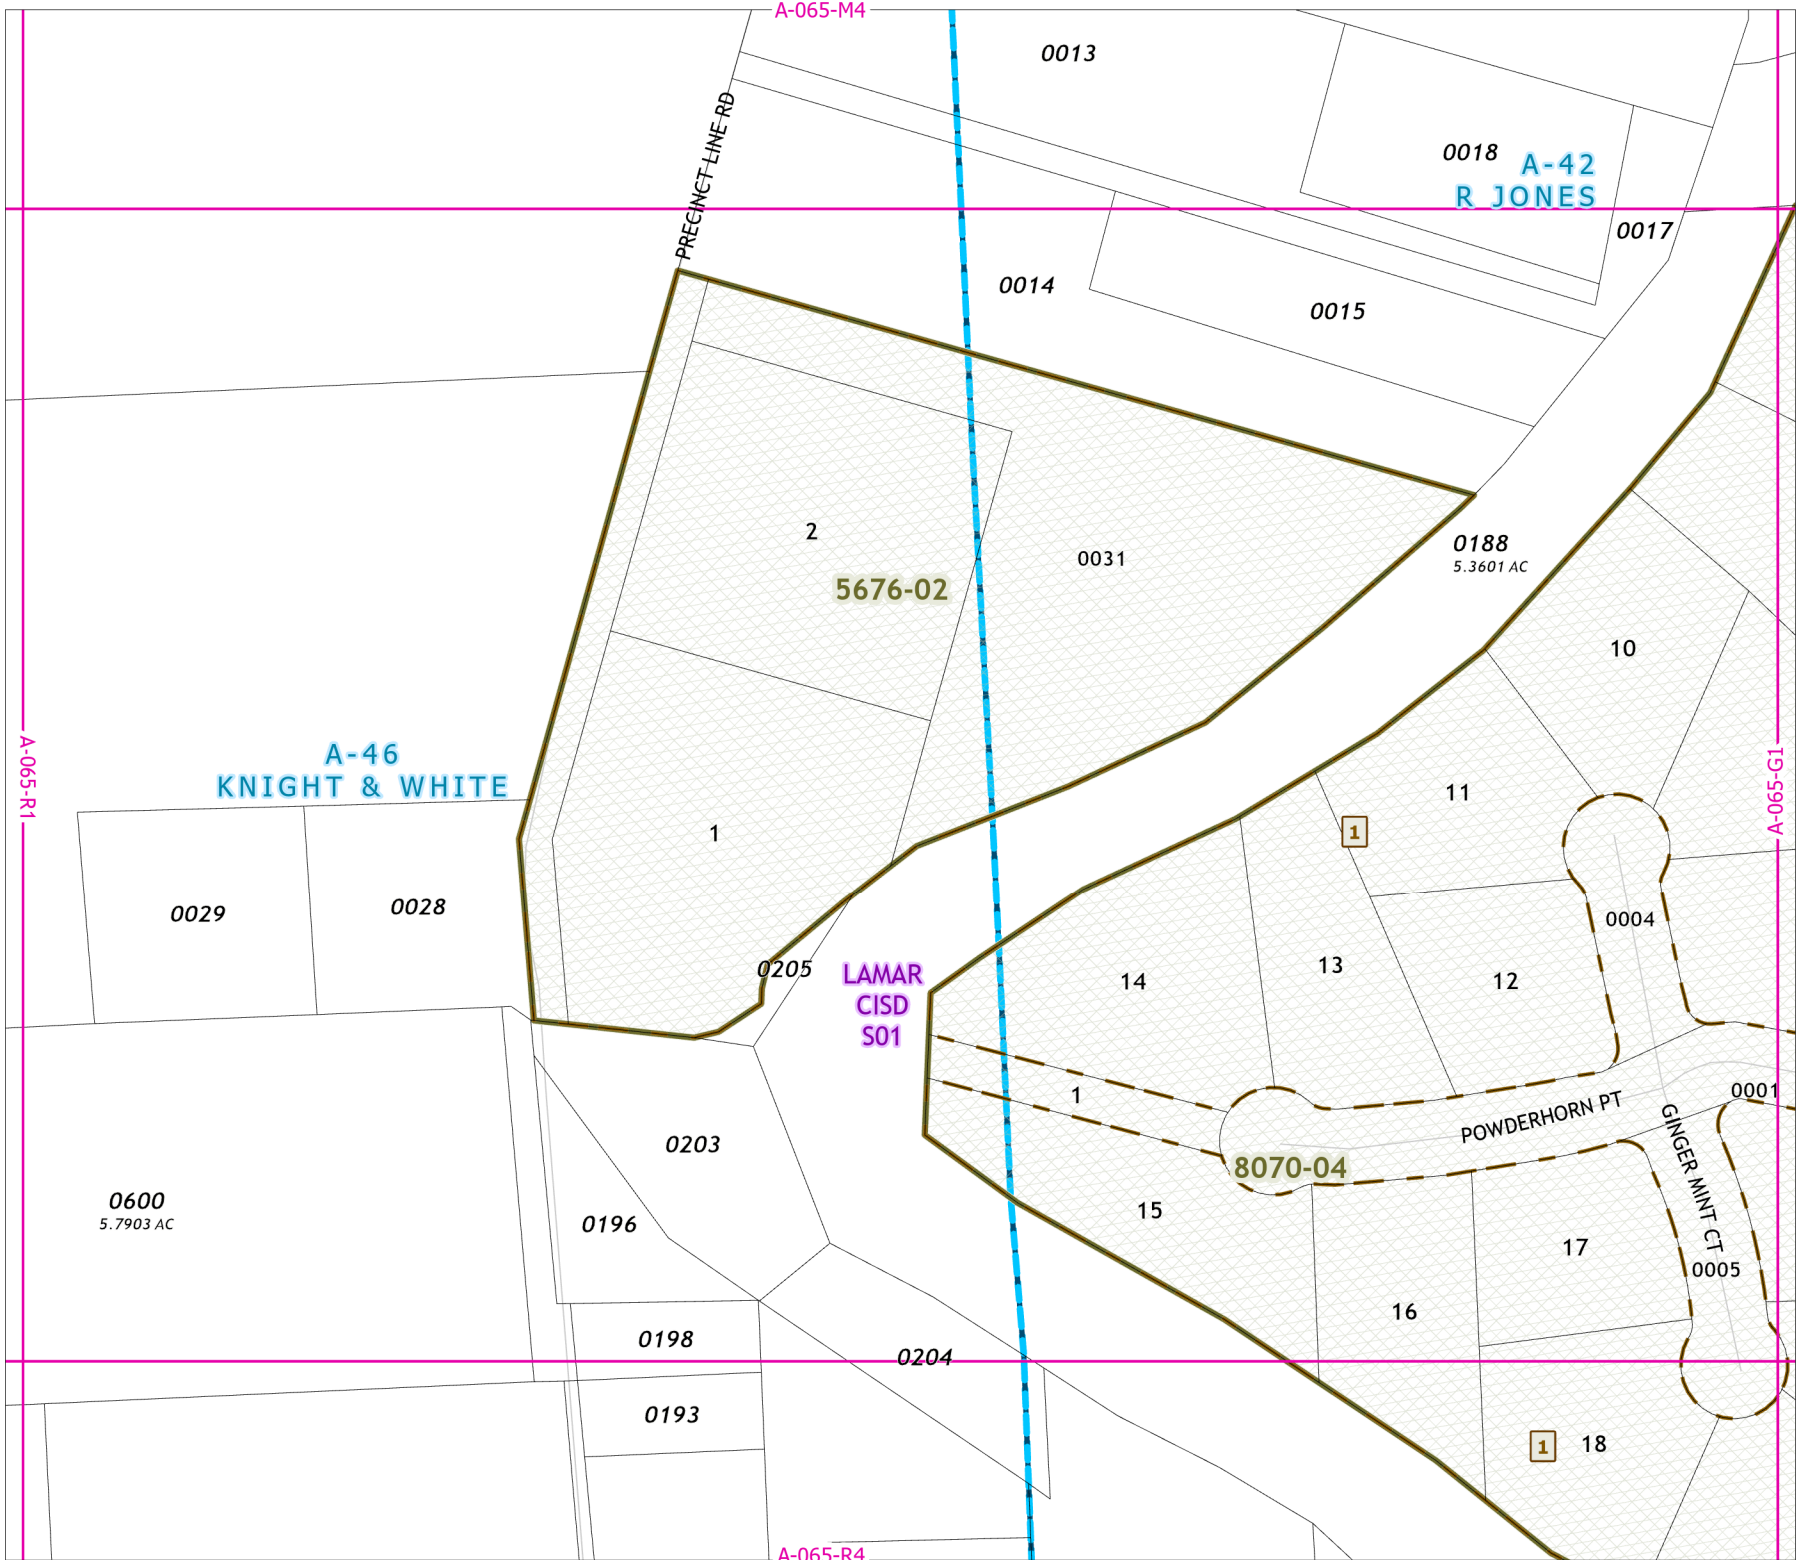 A-065-M4
0013
PRECINCT LINE RD
0018
A-42
R JONES
0017
0014
0015
2
0031
5676-02
0188
5.3601 AC
10
A-065-R1
A-46
KNIGHT & WHITE
A-065-G1
11
1
1
0029
0028
0004
0205
LAMAR
CISD
S01
14
13
12
1
0001
POWDERHORN PT
GINGER MINT CT
0203
8070-04
0600
5.7903 AC
0196
15
17
0005
16
0198
0204
0193
1
18
A-065-R4